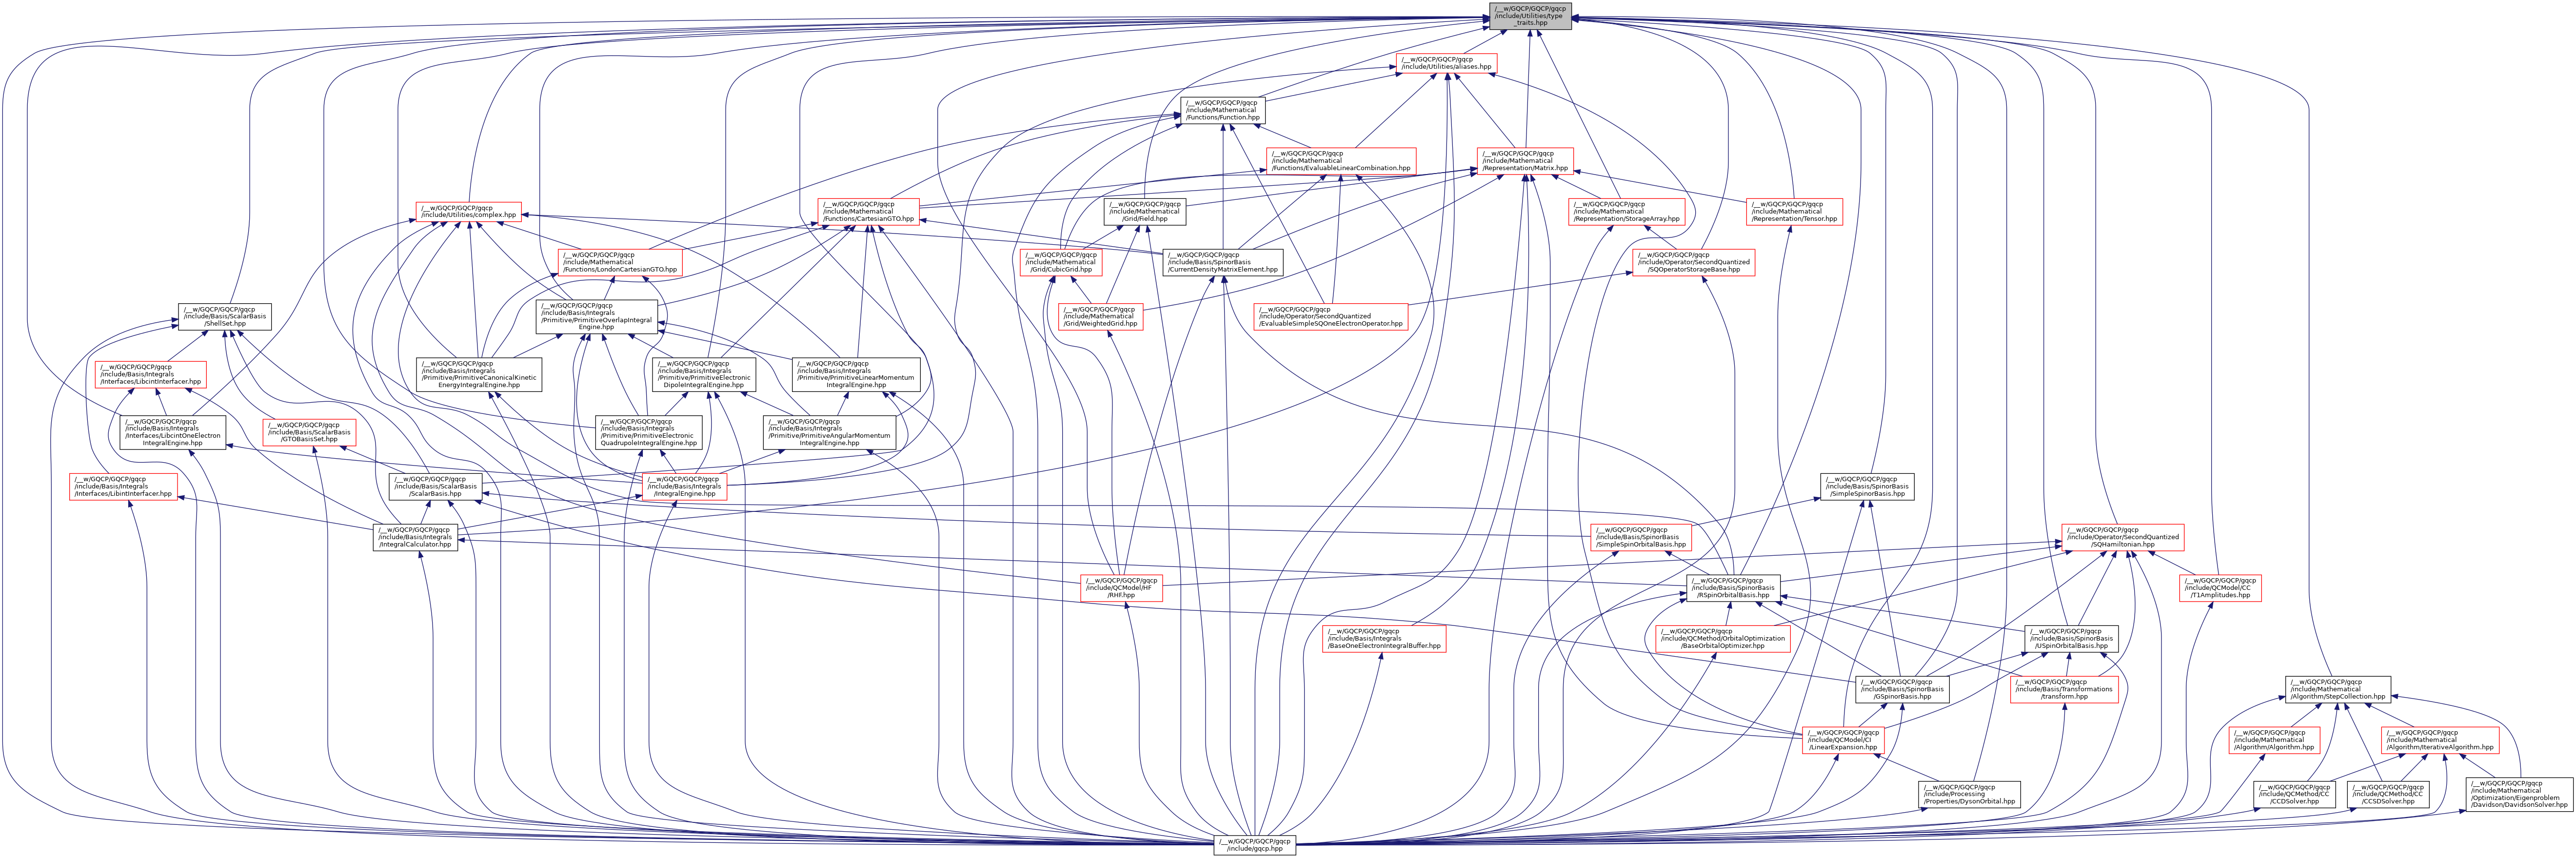 /__w/GQCP/GQCP/gqcp
/include/Utilities/type
_traits.hpp
/__w/GQCP/GQCP/gqcp
/include/Utilities/aliases.hpp
/__w/GQCP/GQCP/gqcp
/include/Mathematical
/Functions/Function.hpp
/__w/GQCP/GQCP/gqcp
/include/Mathematical
/Functions/EvaluableLinearCombination.hpp
/__w/GQCP/GQCP/gqcp
/include/Mathematical
/Representation/Matrix.hpp
/__w/GQCP/GQCP/gqcp
/include/Utilities/complex.hpp
/__w/GQCP/GQCP/gqcp
/include/Mathematical
/Functions/CartesianGTO.hpp
/__w/GQCP/GQCP/gqcp
/include/Mathematical
/Grid/Field.hpp
/__w/GQCP/GQCP/gqcp
/include/Mathematical
/Representation/StorageArray.hpp
/__w/GQCP/GQCP/gqcp
/include/Mathematical
/Representation/Tensor.hpp
/__w/GQCP/GQCP/gqcp
/include/Mathematical
/Functions/LondonCartesianGTO.hpp
/__w/GQCP/GQCP/gqcp
/include/Mathematical
/Grid/CubicGrid.hpp
/__w/GQCP/GQCP/gqcp
/include/Basis/SpinorBasis
/CurrentDensityMatrixElement.hpp
/__w/GQCP/GQCP/gqcp
/include/Operator/SecondQuantized
/SQOperatorStorageBase.hpp
/__w/GQCP/GQCP/gqcp
/include/Basis/ScalarBasis
/ShellSet.hpp
/__w/GQCP/GQCP/gqcp
/include/Basis/Integrals
/Primitive/PrimitiveOverlapIntegral
Engine.hpp
/__w/GQCP/GQCP/gqcp
/include/Mathematical
/Grid/WeightedGrid.hpp
/__w/GQCP/GQCP/gqcp
/include/Operator/SecondQuantized
/EvaluableSimpleSQOneElectronOperator.hpp
/__w/GQCP/GQCP/gqcp
/include/Basis/Integrals
/Interfaces/LibcintInterfacer.hpp
/__w/GQCP/GQCP/gqcp
/include/Basis/Integrals
/Primitive/PrimitiveCanonicalKinetic
EnergyIntegralEngine.hpp
/__w/GQCP/GQCP/gqcp
/include/Basis/Integrals
/Primitive/PrimitiveElectronic
DipoleIntegralEngine.hpp
/__w/GQCP/GQCP/gqcp
/include/Basis/Integrals
/Primitive/PrimitiveLinearMomentum
IntegralEngine.hpp
/__w/GQCP/GQCP/gqcp
/include/Basis/Integrals
/Interfaces/LibcintOneElectron
IntegralEngine.hpp
/__w/GQCP/GQCP/gqcp
/include/Basis/ScalarBasis
/GTOBasisSet.hpp
/__w/GQCP/GQCP/gqcp
/include/Basis/Integrals
/Primitive/PrimitiveElectronic
QuadrupoleIntegralEngine.hpp
/__w/GQCP/GQCP/gqcp
/include/Basis/Integrals
/Primitive/PrimitiveAngularMomentum
IntegralEngine.hpp
/__w/GQCP/GQCP/gqcp
/include/Basis/Integrals
/Interfaces/LibintInterfacer.hpp
/__w/GQCP/GQCP/gqcp
/include/Basis/ScalarBasis
/ScalarBasis.hpp
/__w/GQCP/GQCP/gqcp
/include/Basis/Integrals
/IntegralEngine.hpp
/__w/GQCP/GQCP/gqcp
/include/Basis/SpinorBasis
/SimpleSpinorBasis.hpp
/__w/GQCP/GQCP/gqcp
/include/Basis/Integrals
/IntegralCalculator.hpp
/__w/GQCP/GQCP/gqcp
/include/Basis/SpinorBasis
/SimpleSpinOrbitalBasis.hpp
/__w/GQCP/GQCP/gqcp
/include/Operator/SecondQuantized
/SQHamiltonian.hpp
/__w/GQCP/GQCP/gqcp
/include/QCModel/HF
/RHF.hpp
/__w/GQCP/GQCP/gqcp
/include/Basis/SpinorBasis
/RSpinOrbitalBasis.hpp
/__w/GQCP/GQCP/gqcp
/include/QCModel/CC
/T1Amplitudes.hpp
/__w/GQCP/GQCP/gqcp
/include/Basis/Integrals
/BaseOneElectronIntegralBuffer.hpp
/__w/GQCP/GQCP/gqcp
/include/QCMethod/OrbitalOptimization
/BaseOrbitalOptimizer.hpp
/__w/GQCP/GQCP/gqcp
/include/Basis/SpinorBasis
/USpinOrbitalBasis.hpp
/__w/GQCP/GQCP/gqcp
/include/Basis/SpinorBasis
/GSpinorBasis.hpp
/__w/GQCP/GQCP/gqcp
/include/Basis/Transformations
/transform.hpp
/__w/GQCP/GQCP/gqcp
/include/Mathematical
/Algorithm/StepCollection.hpp
/__w/GQCP/GQCP/gqcp
/include/QCModel/CI
/LinearExpansion.hpp
/__w/GQCP/GQCP/gqcp
/include/Mathematical
/Algorithm/Algorithm.hpp
/__w/GQCP/GQCP/gqcp
/include/Mathematical
/Algorithm/IterativeAlgorithm.hpp
/__w/GQCP/GQCP/gqcp
/include/Processing
/Properties/DysonOrbital.hpp
/__w/GQCP/GQCP/gqcp
/include/QCMethod/CC
/CCDSolver.hpp
/__w/GQCP/GQCP/gqcp
/include/QCMethod/CC
/CCSDSolver.hpp
/__w/GQCP/GQCP/gqcp
/include/Mathematical
/Optimization/Eigenproblem
/Davidson/DavidsonSolver.hpp
/__w/GQCP/GQCP/gqcp
/include/gqcp.hpp